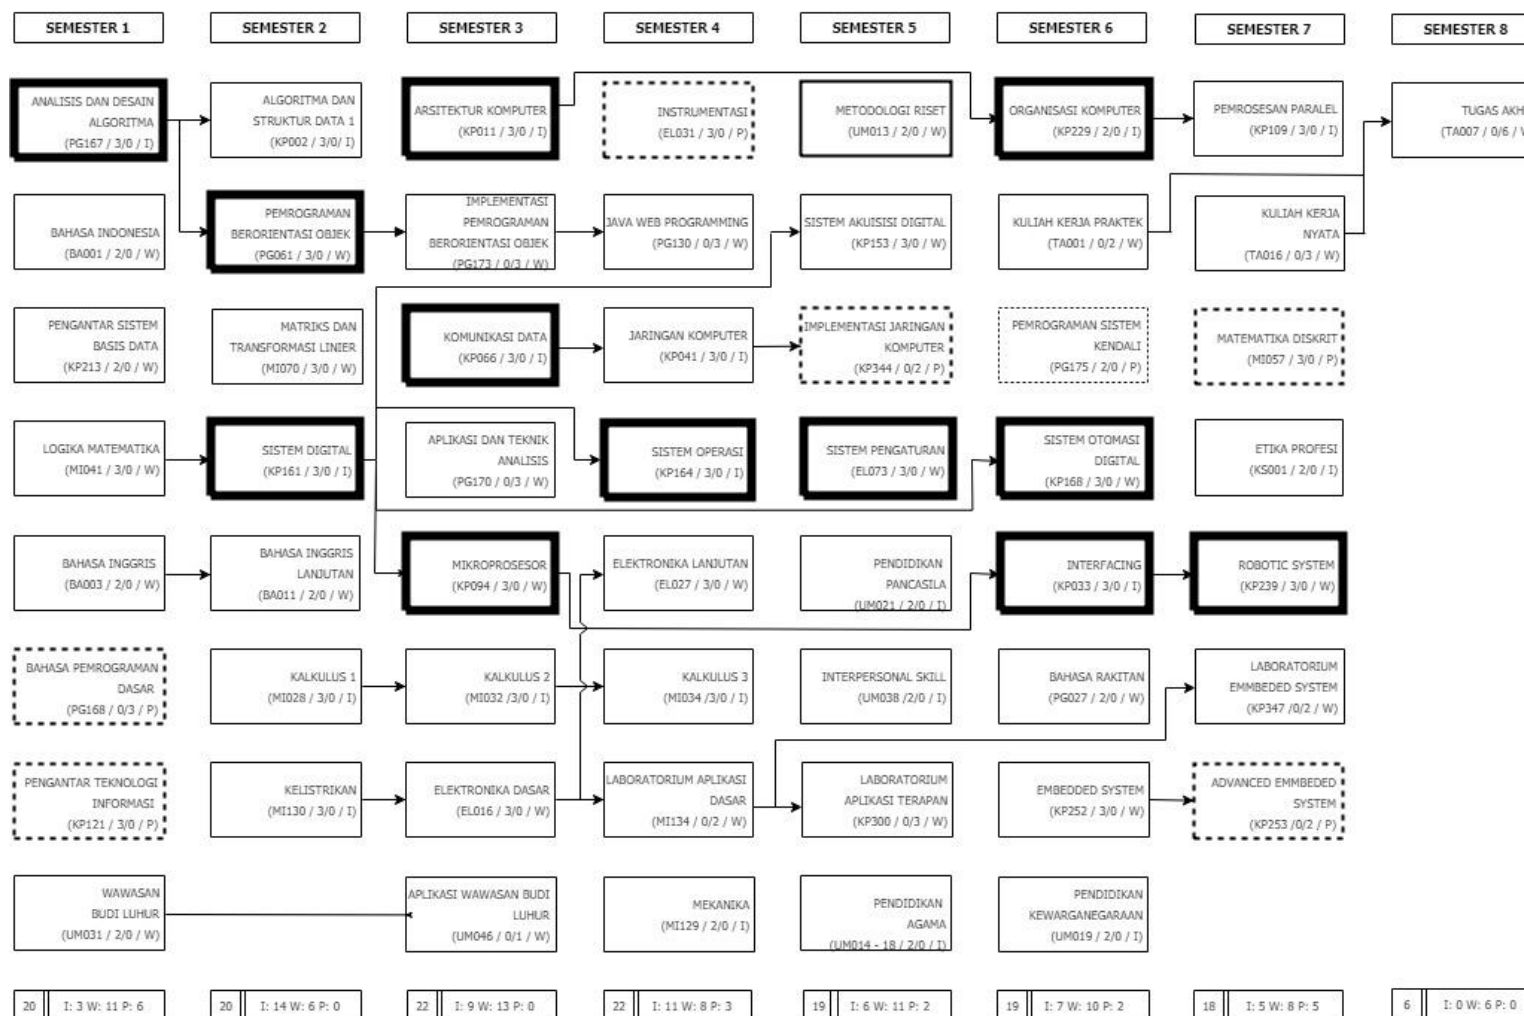 SEMESTER 1
SEMESTER 2
SEMESTER 3
SEMESTER 4
SEMESTER 5
SEMESTER 6
SEMESTER 7
SEMESTER 8
ANALISIS DAN DESAIN
ALGORITMA
(PG167 / 3/0 / I)
ALGORITMA DAN
STRUKTUR DATA 1
(KP002 / 3/0/ I)
ARSITEKTUR KOMPUTER
(KP011 / 3/0 / I)
INSTRUMENTASI
(EL031 / 3/0 / P)
METODOLOGI RISET
(UM013 / 2/0 / W)
ORGANISASI KOMPUTER
(KP229 / 2/0 / I)
PEMROSESAN PARALEL
(KP109 / 3/0 / I)
TUGAS AKH
(TA007 / 0/6 /
BAHASA INDONESIA
(BA001 / 2/0 / W)
PEMROGRAMAN
BERORIENTASI OBJEK
(PG061 / 3/0 / W)
IMPLEMENTASI
PEMROGRAMAN
BERORIENTASI OBJEK
(PG173 / 0/3 / W)
JAVA WEB PROGRAMMING
(PG130 / 0/3 / W)
SISTEM AKUISISI DIGITAL
(KP153 / 3/0 / W)
KULIAH KERJA PRAKTEK
(TA001 / 0/2 / W)
KULIAH KERJA
NYATA
(TA016 / 0/3 / W)
PENGANTAR SISTEM
BASIS DATA
(KP213 / 2/0 / W)
MATRIKS DAN
TRANSFORMASI LINIER
(MI070 / 3/0 / W)
KOMUNIKASI DATA
(KP066 / 3/0 / I)
JARINGAN KOMPUTER
(KP041 / 3/0 / I)
IMPLEMENTASI JARINGAN
KOMPUTER
(KP344 / 0/2 / P)
PEMROGRAMAN SISTEM
KENDALI
(PG175 / 2/0 / P)
MATEMATIKA DISKRIT
(MI057 / 3/0 / P)
LOGIKA MATEMATIKA
(MI041 / 3/0 / W)
SISTEM DIGITAL
(KP161 / 3/0 / I)
APLIKASI DAN TEKNIK
ANALISIS
(PG170 / 0/3 / W)
SISTEM OPERASI
(KP164 / 3/0 / I)
SISTEM PENGATURAN
(EL073 / 3/0 / W)
SISTEM OTOMASI
DIGITAL
(KP168 / 3/0 / W)
ETIKA PROFESI
(KS001 / 2/0 / I)
BAHASA INGGRIS
(BA003 / 2/0 / W)
BAHASA INGGRIS
LANJUTAN
(BA011 / 2/0 / W)
MIKROPROSESOR
(KP094 / 3/0 / W)
ELEKTRONIKA LANJUTAN
(EL027 / 3/0 / W)
PENDIDIKAN
PANCASILA
(UM021 / 2/0 / I)
INTERFACING
(KP033 / 3/0 / I)
ROBOTIC SYSTEM
(KP239 / 3/0 / W)
BAHASA PEMROGRAMAN
DASAR
(PG168 / 0/3 / P)
KALKULUS 1
(MI028 / 3/0 / I)
KALKULUS 2
(MI032 /3/0 / I)
KALKULUS 3
(MI034 /3/0 / I)
INTERPERSONAL SKILL
(UM038 /2/0 / I)
BAHASA RAKITAN
(PG027 / 2/0 / W)
LABORATORIUM
EMMBEDED SYSTEM
(KP347 /0/2 / W)
PENGANTAR TEKNOLOGI
INFORMASI
(KP121 / 3/0 / P)
KELISTRIKAN
(MI130 / 3/0 / I)
ELEKTRONIKA DASAR
(EL016 / 3/0 / W)
LABORATORIUM APLIKASI
DASAR
(MI134 / 0/2 / W)
LABORATORIUM
APLIKASI TERAPAN
(KP300 / 0/3 / W)
EMBEDDED SYSTEM
(KP252 / 3/0 / W)
ADVANCED EMMBEDED
SYSTEM
(KP253 /0/2 / P)
WAWASAN
BUDI LUHUR
(UM031 / 2/0 / W)
APLIKASI WAWASAN BUDI
LUHUR
(UM046 / 0/1 / W)
MEKANIKA
(MI129 / 2/0 / I)
PENDIDIKAN
AGAMA
(UM014 - 18 / 2/0 / I)
PENDIDIKAN
KEWARGANEGARAAN
(UM019 / 2/0 / I)
20 I: 3 W: 11 P: 6
20 I: 14 W: 6 P: 0
22 I: 9 W: 13 P: 0
22 I: 11 W: 8 P: 3
19 I: 6 W: 11 P: 2
19 I: 7 W: 10 P: 2
18 I: 5 W: 8 P: 5
6 I: 0 W: 6 P: 0